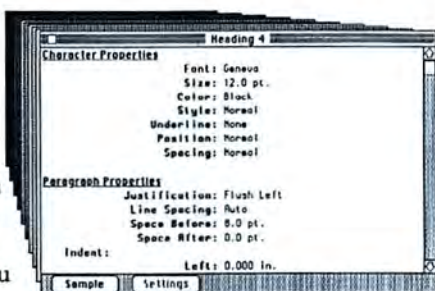 Heading 4
Character Properties
Font: Geneva
Size: 12.0 pt.
Color: Black
Style: Normal
Underline: None
Position: Normal
Spacing: Normal
Paragraph Properties
Justification: Flush Left
Line Spacing: Auto
Space Before: 6.0 pt.
Space After: 0.0 pt.
Indent:
Left: 0.000 in.
u
Sample Settings